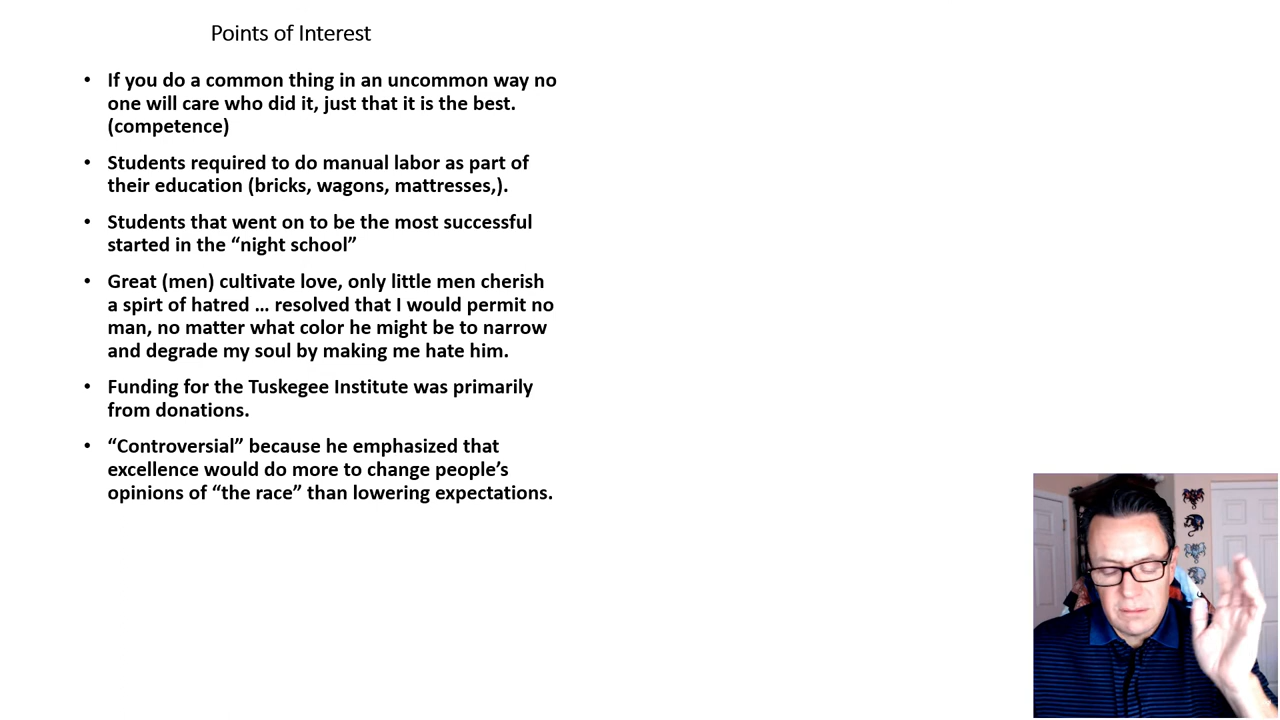 Points of Interest
• If you do a common thing in an uncommon way no
one will care who did it, just that it is the best.
(competence)
• Students required to do manual labor as part of
their education (bricks, wagons, mattresses,).
• Students that went on to be the most successful
started in the “night school”
• Great (men) cultivate love, only little men cherish
a spirt of hatred … resolved that I would permit no
man, no matter what color he might be to narrow
and degrade my soul by making me hate him.
• Funding for the Tuskegee Institute was primarily
from donations.
• “Controversial” because he emphasized that
excellence would do more to change people’s
opinions of “the race” than lowering expectations.